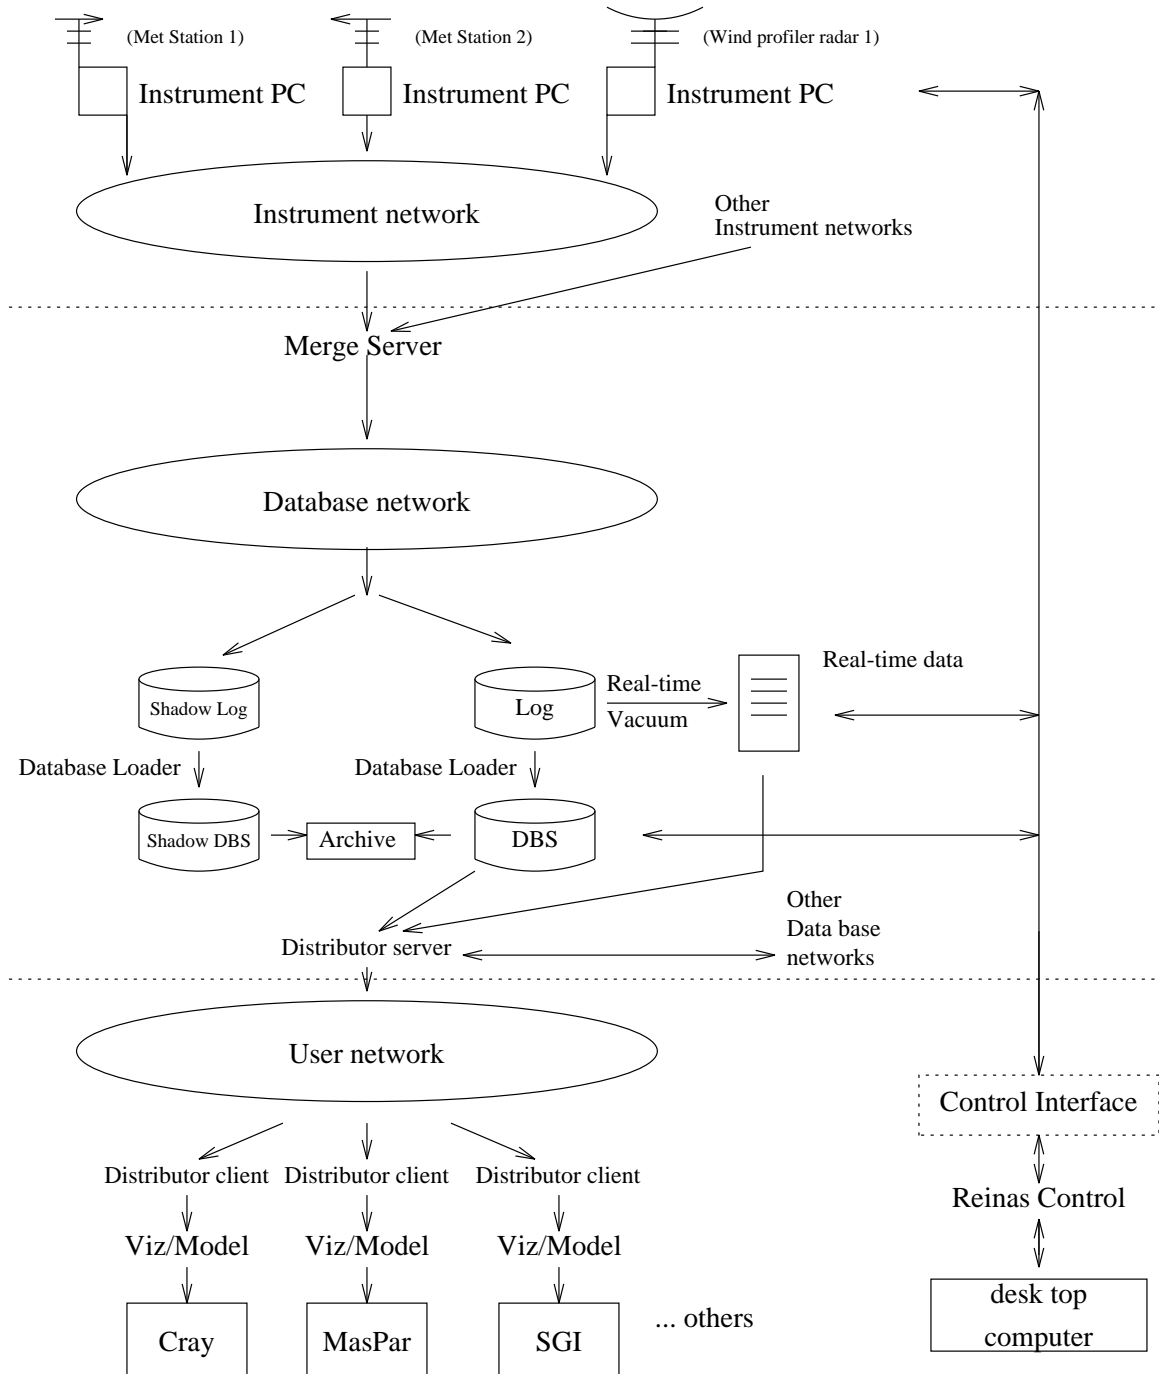 (Met Station 1)
(Met Station 2)
(Wind profiler radar 1)
Instrument PC
Instrument PC
Instrument PC
Instrument network
Other
Instrument networks
Merge Server
Database network
Shadow Log
Log
Real-time
Vacuum
Real-time data
Database Loader
Database Loader
Shadow DBS
Archive
DBS
Other
Data base
networks
Distributor server
User network
Control Interface
Distributor client
Distributor client
Distributor client
Reinas Control
Viz/Model
Viz/Model
Viz/Model
Cray
MasPar
SGI
... others
desk top
computer